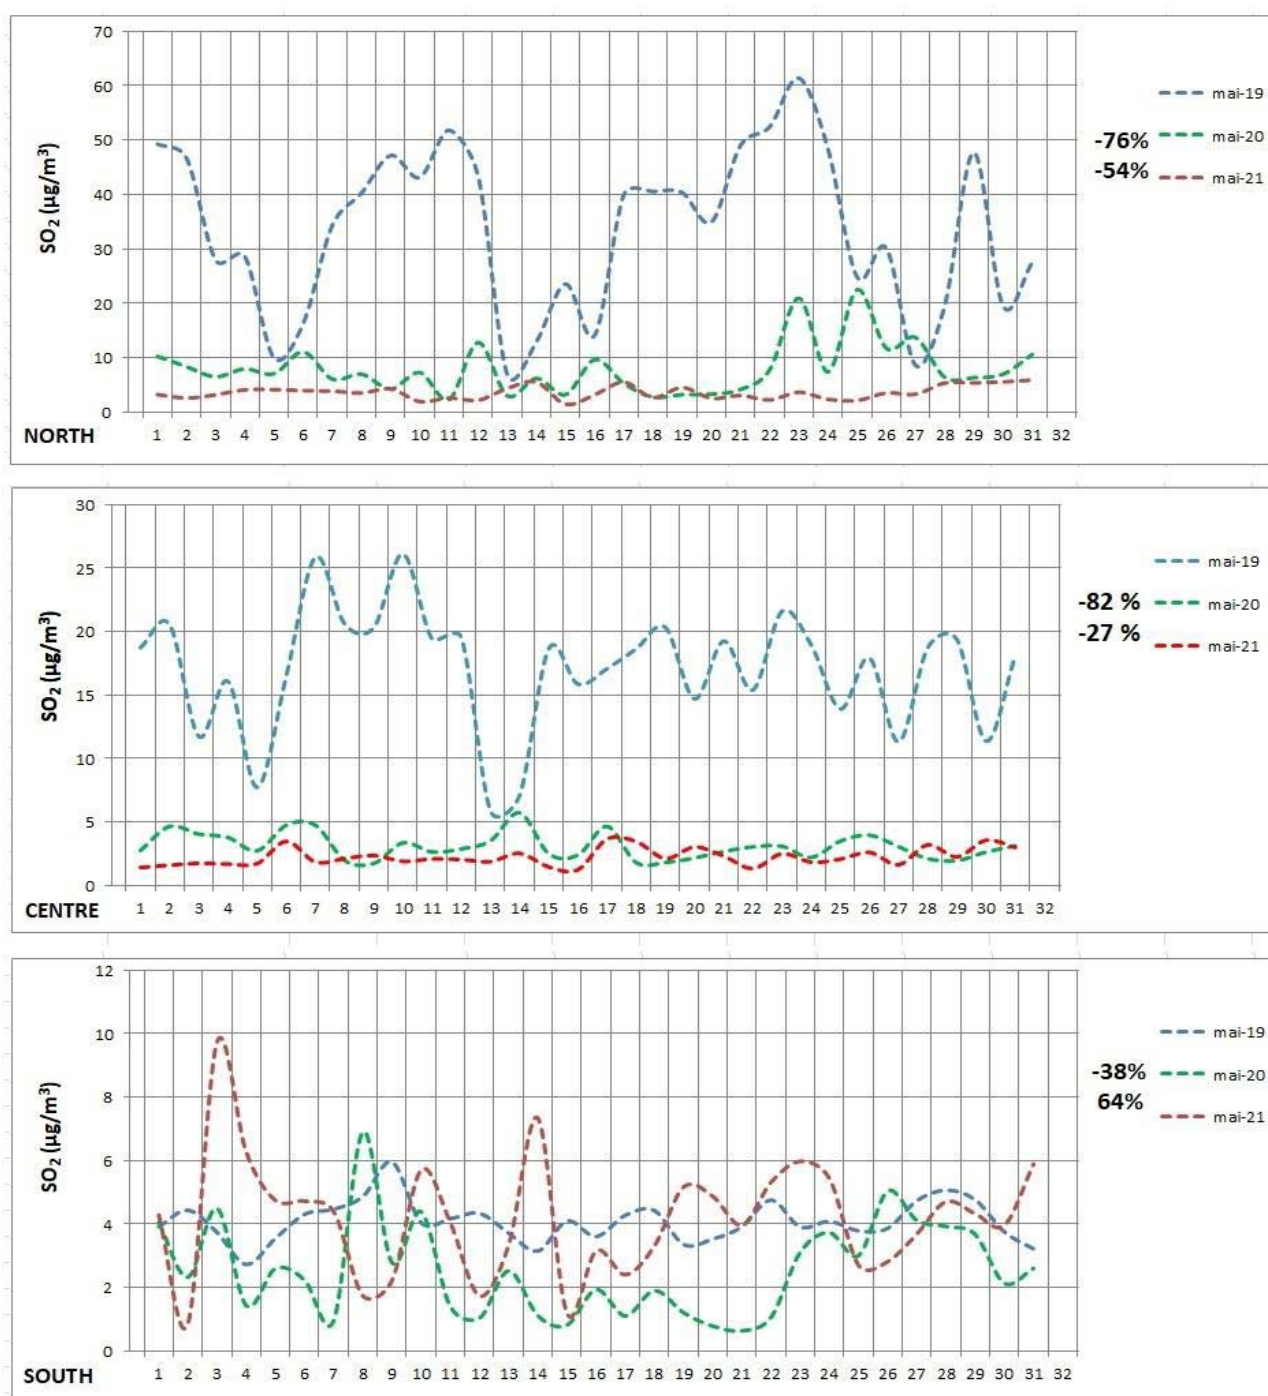 70
60
50
40
30
20
10
0
SO2 (µg/m³)
mai-19
-76% mai-20
-54% mai-21
NORTH 1 2 3 4 5 6 7 8 9 10 11 12 13 14 15 16 17 18 19 20 21 22 23 24 25 26 27 28 29 30 31 32
30
25
20
15
10
5
0
SO2 (µg/m³)
mai-19
-82 % mai-20
-27 % mai-21
CENTRE 1 2 3 4 5 6 7 8 9 10 11 12 13 14 15 16 17 18 19 20 21 22 23 24 25 26 27 28 29 30 31 32
12
10
8
6
4
2
0
SO2 (µg/m³)
mai-19
-38% mai-20
64% mai-21
SOUTH 1 2 3 4 5 6 7 8 9 10 11 12 13 14 15 16 17 18 19 20 21 22 23 24 25 26 27 28 29 30 31 32